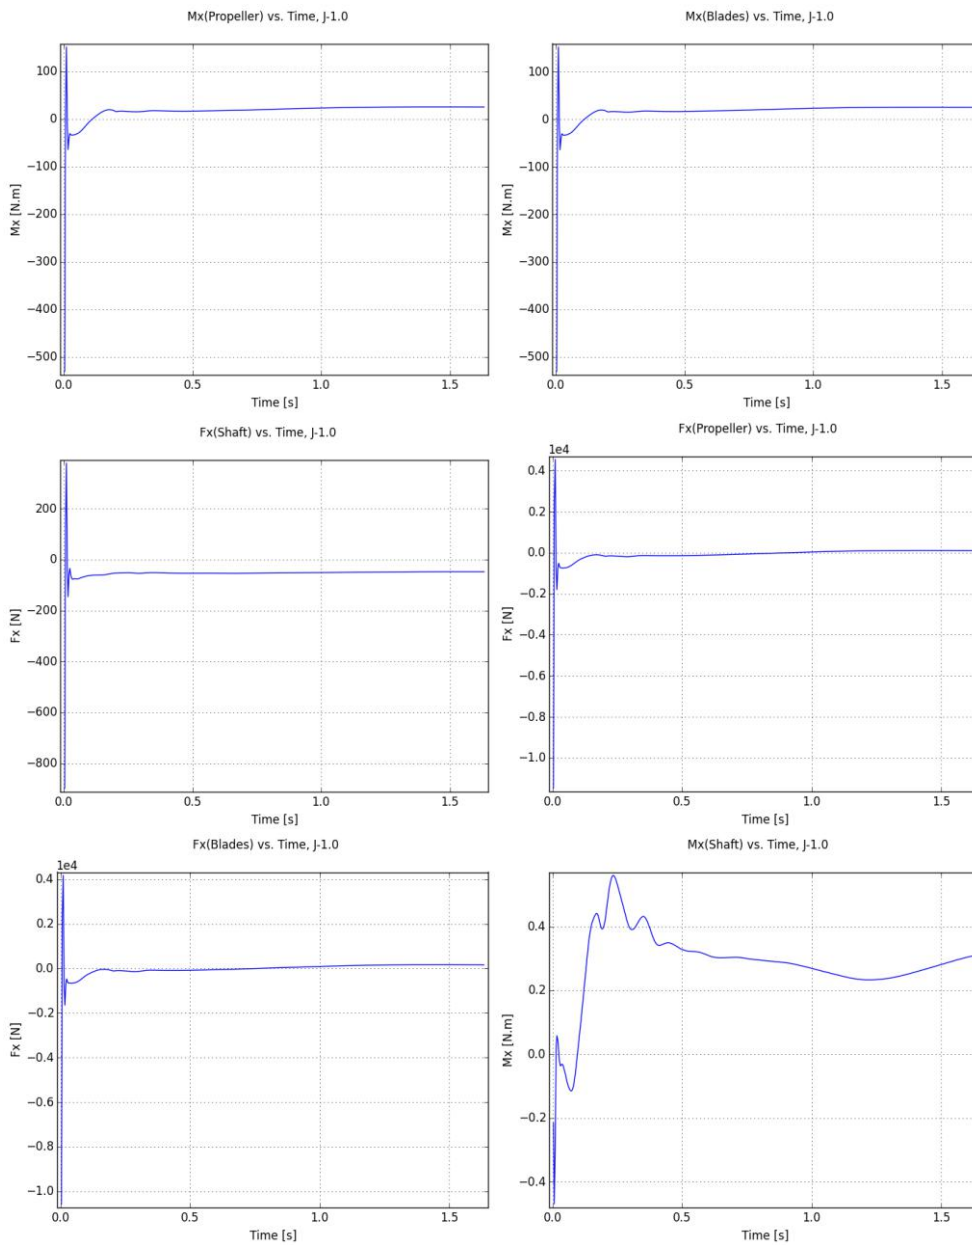 Mx(Propeller) vs. Time, J-1.0
100
0
−100
−200
−300
−400
−500
Mx [N.m]
0.0 0.5 1.0 1.5
Time [s]
Mx(Blades) vs. Time, J-1.0
100
0
−100
−200
−300
−400
−500
Mx [N.m]
0.0 0.5 1.0 1.5
Time [s]
Fx(Shaft) vs. Time, J-1.0
200
0
−200
−400
−600
−800
Fx [N]
0.0 0.5 1.0 1.5
Time [s]
Fx(Propeller) vs. Time, J-1.0
1e4
0.4
0.2
0.0
−0.2
−0.4
−0.6
−0.8
−1.0
Fx [N]
0.0 0.5 1.0 1.5
Time [s]
Fx(Blades) vs. Time, J-1.0
1e4
0.4
0.2
0.0
−0.2
−0.4
−0.6
−0.8
−1.0
Fx [N]
0.0 0.5 1.0 1.5
Time [s]
Mx(Shaft) vs. Time, J-1.0
0.4
0.2
0.0
−0.2
−0.4
Mx [N.m]
0.0 0.5 1.0 1.5
Time [s]